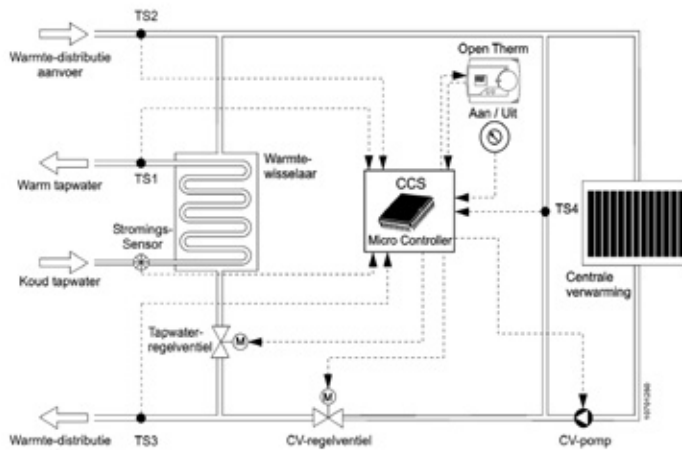 TS2
Warmte-distributie
aanvoer
Open Therm
Aan / Uit
Warm tapwater
TS1
Warmte-
wisselaar
CCS
Micro Controller
TS4
Stromings-
Sensor
Koud tapwater
Centrale
verwarming
Tapwater-
regelventiel
M
M
Warmte-distributie
TS3
CV-regelventiel
CV-pomp